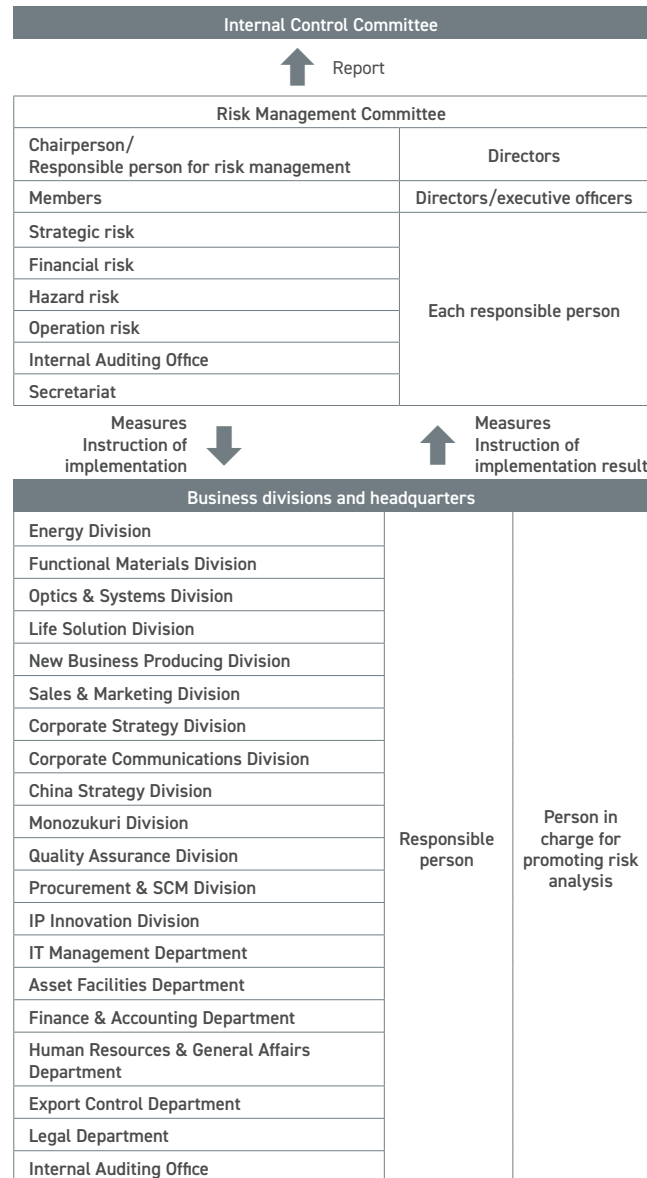 Internal Control Committee
Report
Risk Management Committee
Chairperson/
Responsible person for risk management
Directors
Members
Directors/executive officers
Strategic risk
Financial risk
Hazard risk
Operation risk
Internal Auditing Office
Secretariat
Each responsible person
Measures
Instruction of
implementation
Measures
Instruction of
implementation result
Business divisions and headquarters
Energy Division
Functional Materials Division
Optics & Systems Division
Life Solution Division
New Business Producing Division
Sales & Marketing Division
Corporate Strategy Division
Corporate Communications Division
China Strategy Division
Monozukuri Division
Quality Assurance Division
Procurement & SCM Division
IP Innovation Division
IT Management Department
Asset Facilities Department
Finance & Accounting Department
Human Resources & General Affairs
Department
Export Control Department
Legal Department
Internal Auditing Office
Responsible
person
Person in
charge for
promoting risk
analysis